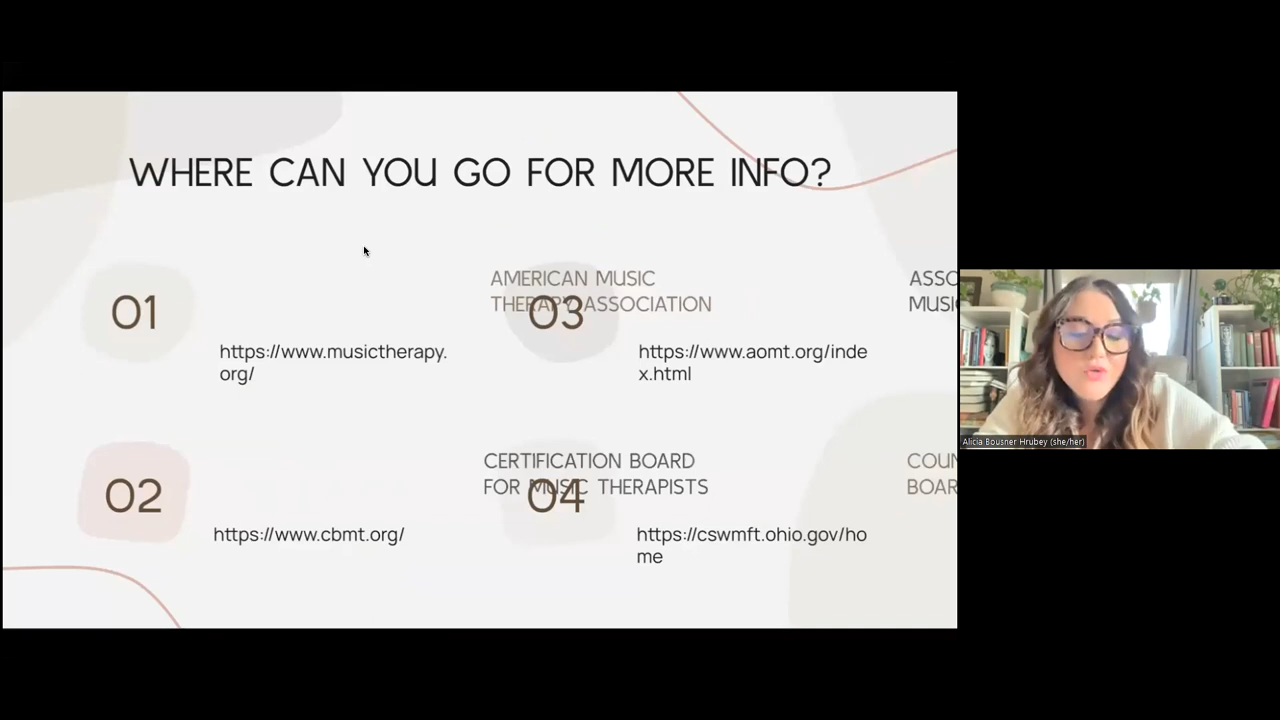 WHERE CAN YOU GO FOR MORE INFO?
01
AMERICAN MUSIC
THERAPY ASSOCIATION
https://www.musictherapy.
org/
03
ASSO
MUSIC
https://www.aomt.org/inde
x.html
02
CERTIFICATION BOARD
FOR MUSIC THERAPISTS
https://www.cbmt.org/
04
COUN
BOAR
https://cswmft.ohio.gov/ho
me
Alicia Bousner Hrubey (she/her)